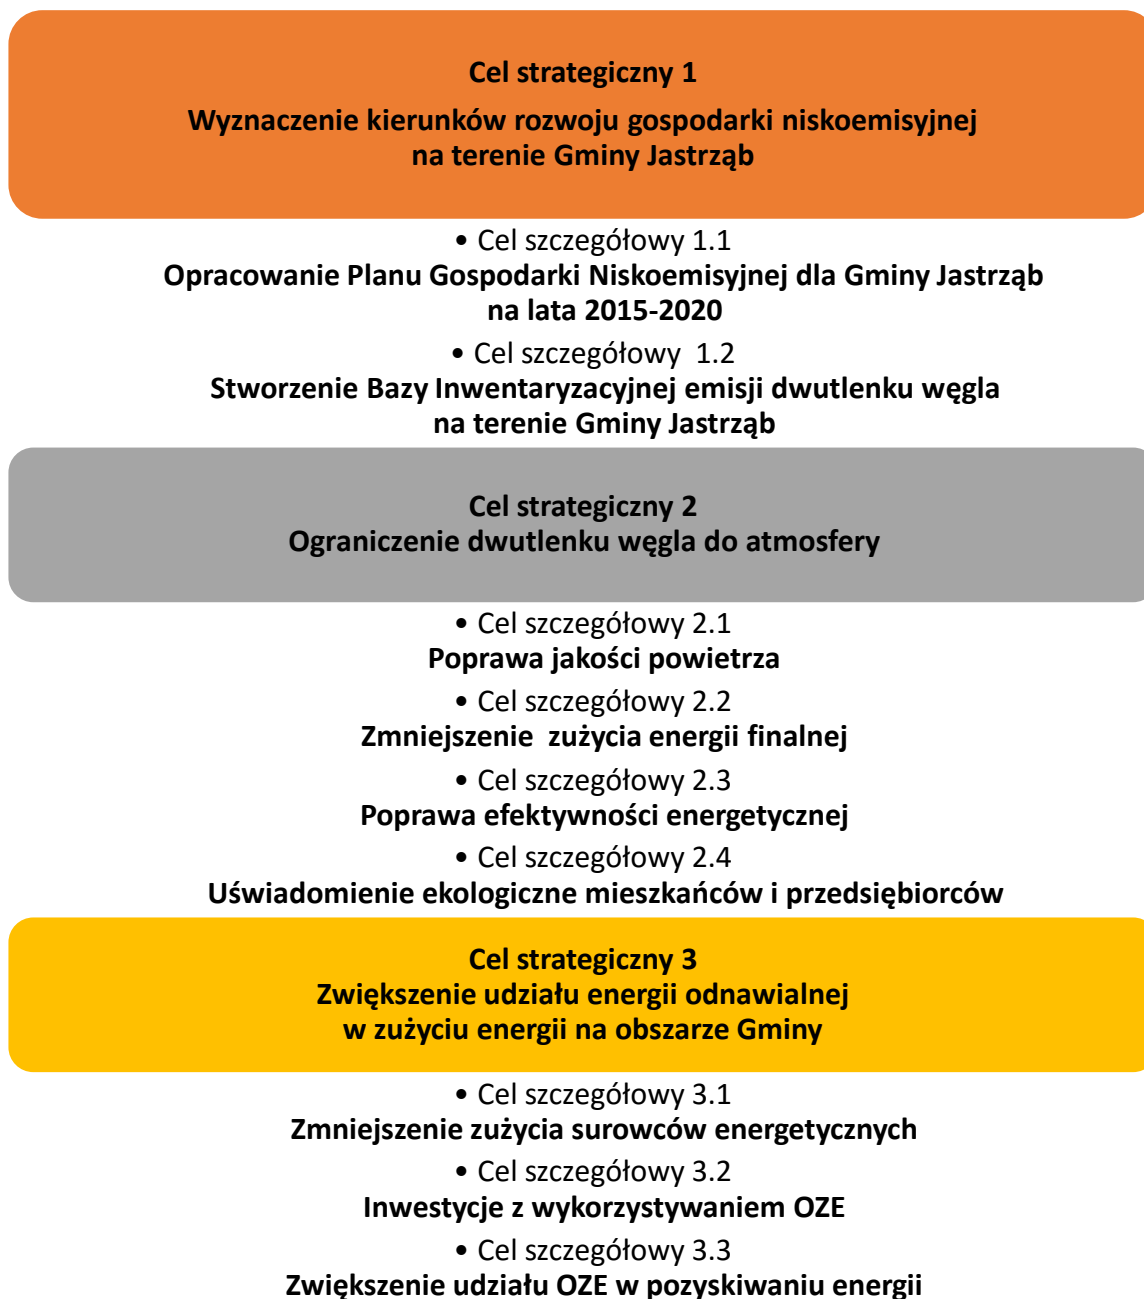 Cel strategiczny 1
Wyznaczenie kierunków rozwoju gospodarki niskoemisyjnej
na terenie Gminy Jastrząb
• Cel szczegółowy 1.1
Opracowanie Planu Gospodarki Niskoemisyjnej dla Gminy Jastrząb
na lata 2015-2020
• Cel szczegółowy  1.2
Stworzenie Bazy Inwentaryzacyjnej emisji dwutlenku węgla
na terenie Gminy Jastrząb
Cel strategiczny 2
Ograniczenie dwutlenku węgla do atmosfery
• Cel szczegółowy 2.1
Poprawa jakości powietrza
• Cel szczegółowy 2.2
Zmniejszenie  zużycia energii finalnej
• Cel szczegółowy 2.3
Poprawa efektywności energetycznej
• Cel szczegółowy 2.4
Uświadomienie ekologiczne mieszkańców i przedsiębiorców
Cel strategiczny 3
Zwiększenie udziału energii odnawialnej
w zużyciu energii na obszarze Gminy
• Cel szczegółowy 3.1
Zmniejszenie zużycia surowców energetycznych
• Cel szczegółowy 3.2
Inwestycje z wykorzystywaniem OZE
• Cel szczegółowy 3.3
Zwiększenie udziału OZE w pozyskiwaniu energii